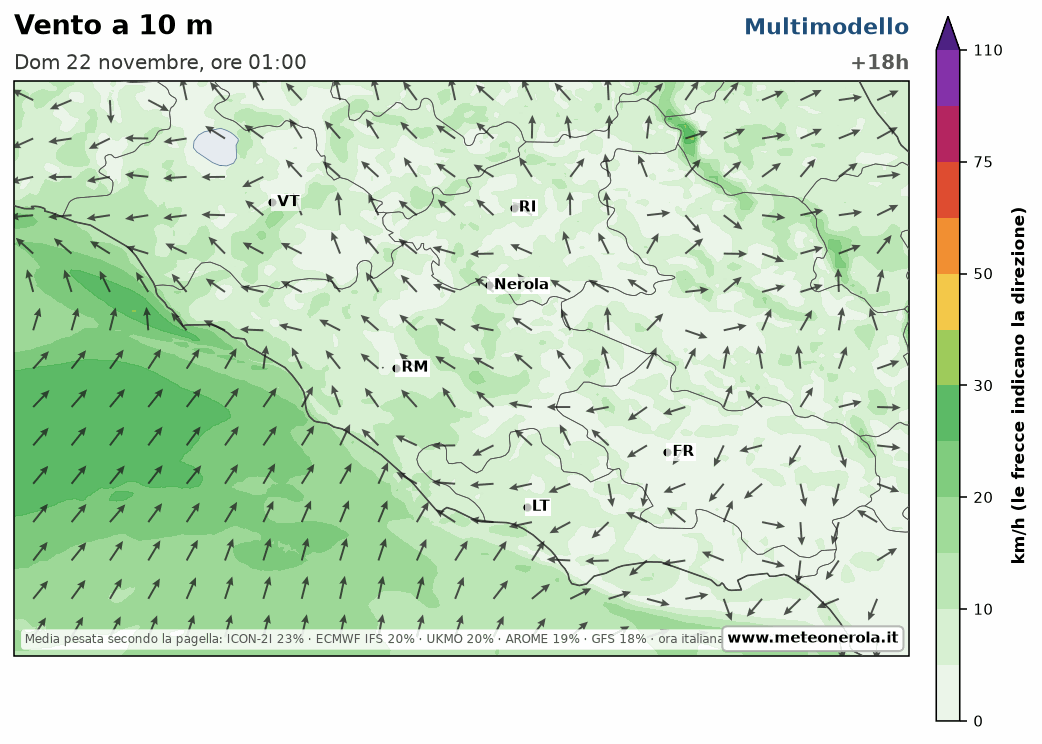 Vento a 10 m
Multimodello
Dom 22 novembre, ore 01:00
+18h
VT
RI
Nerola
RM
FR
LT
Media pesata secondo la pagella: ICON-2I 23% · ECMWF IFS 20% · UKMO 20% · AROME 19% · GFS 18% · ora italiana
www.meteonerola.it
110
75
50
30
20
10
0
km/h (le frecce indicano la direzione)